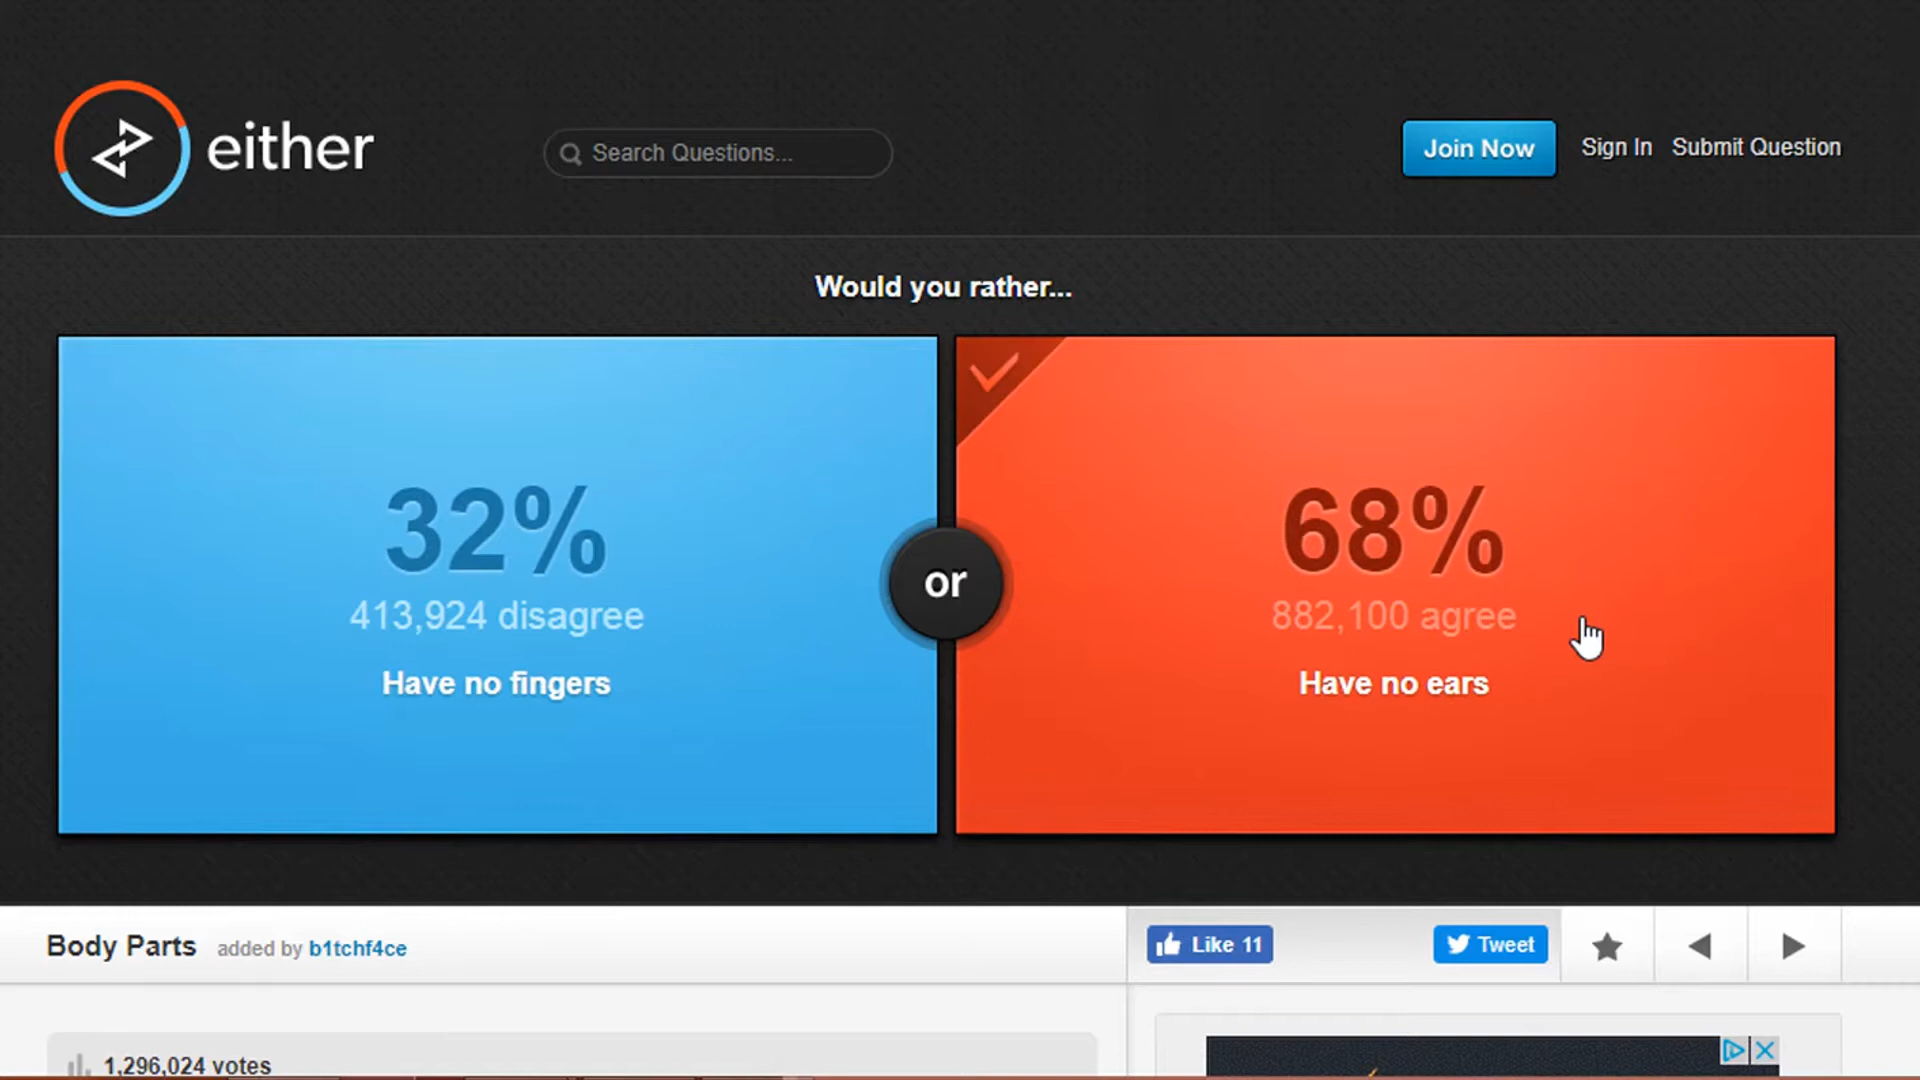 either
Search Questions...
Join Now
Sign In
Submit Question
Would you rather...
32%
413,924 disagree
Have no fingers
or
68%
882,100 agree
Have no ears
Body Parts added by b1tchf4ce
Like 11
Tweet
1,296,024 votes